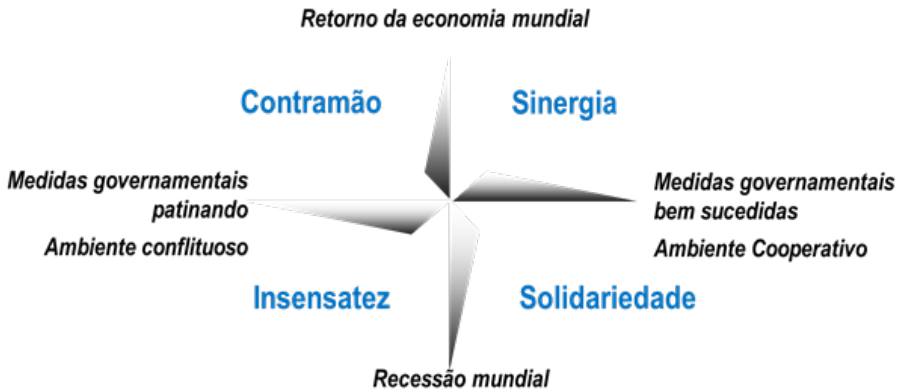 Retorno da economia mundial
Contramão
Sinergia
Medidas governamentais
patinando
Ambiente conflituoso
Medidas governamentais
bem sucedidas
Ambiente Cooperativo
Insensatez
Solidariedade
Recessão mundial